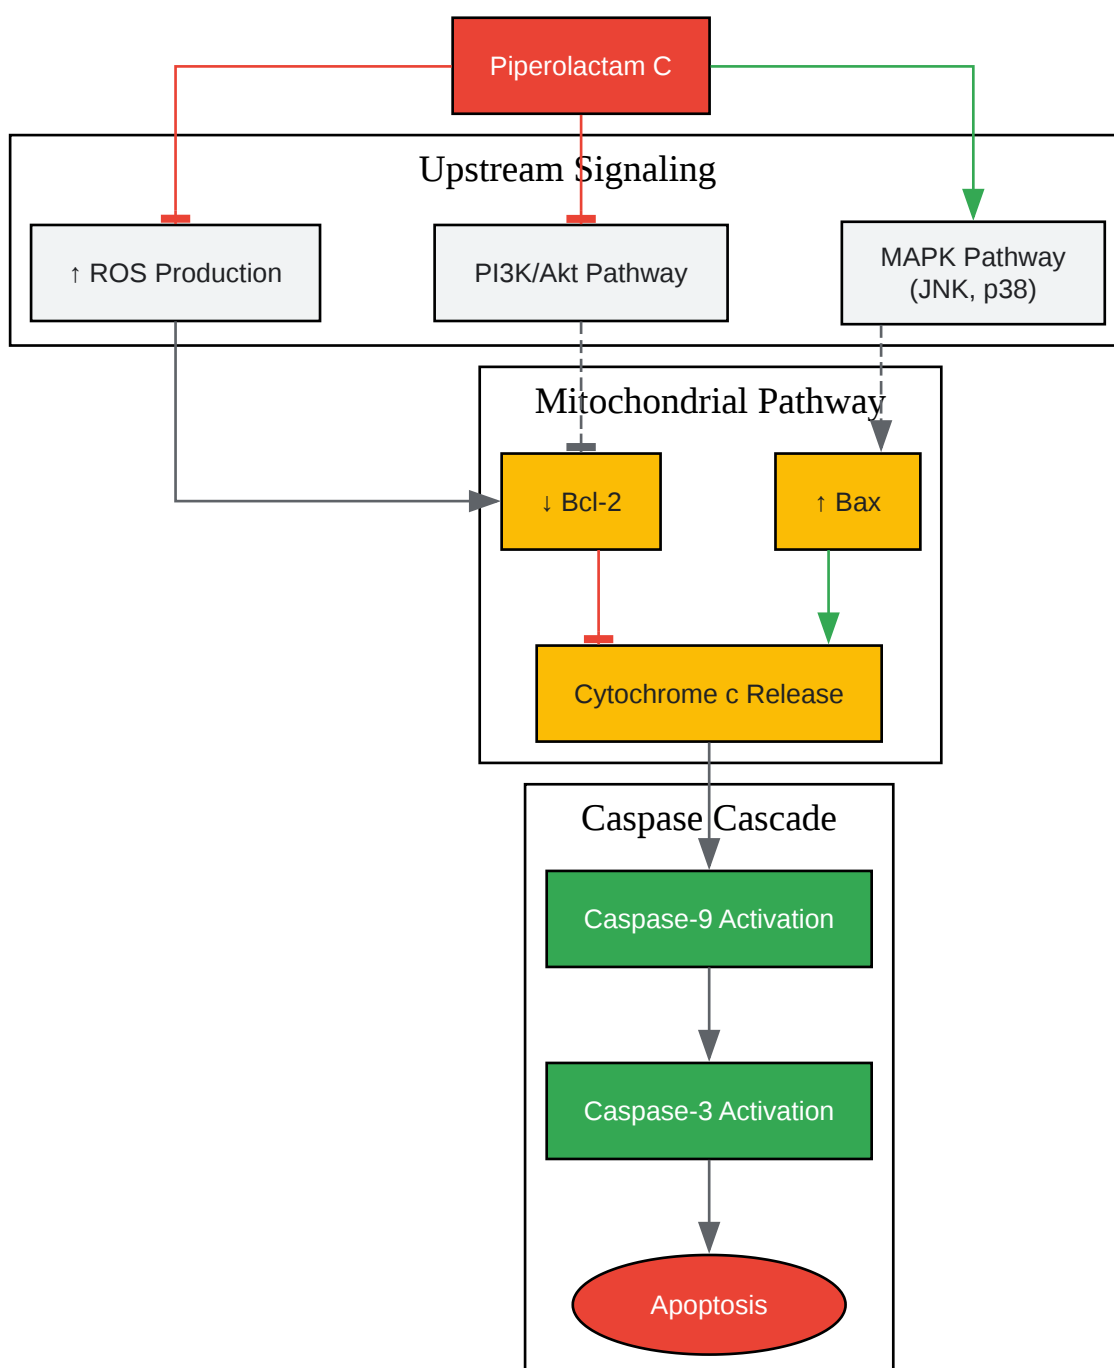 Piperolactam C
Upstream Signaling
↑ ROS Production
PI3K/Akt Pathway
MAPK Pathway
(JNK, p38)
Mitochondrial Pathway
↓ Bcl-2
↑ Bax
Cytochrome c Release
Caspase Cascade
Caspase-9 Activation
Caspase-3 Activation
Apoptosis